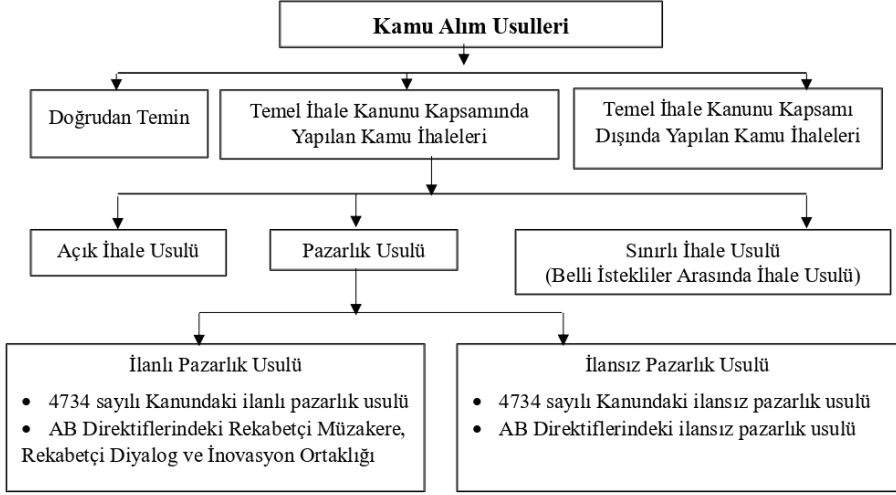 Kamu Alım Usulleri
Doğrudan Temin
Temel İhale Kanunu Kapsamında
Yapılan Kamu İhaleleri
Temel İhale Kanunu Kapsamı
Dışında Yapılan Kamu İhaleleri
Açık İhale Usulü
Pazarlık Usulü
Sınırlı İhale Usulü
(Belli İstekliler Arasında İhale Usulü)
İlanlı Pazarlık Usulü
• 4734 sayılı Kanundaki ilanlı pazarlık usulü
• AB Direktiflerindeki Rekabetçi Müzakere,
Rekabetçi Diyalog ve İnovasyon Ortaklığı
İlansız Pazarlık Usulü
• 4734 sayılı Kanundaki ilansız pazarlık usulü
• AB Direktiflerindeki ilansız pazarlık usulü